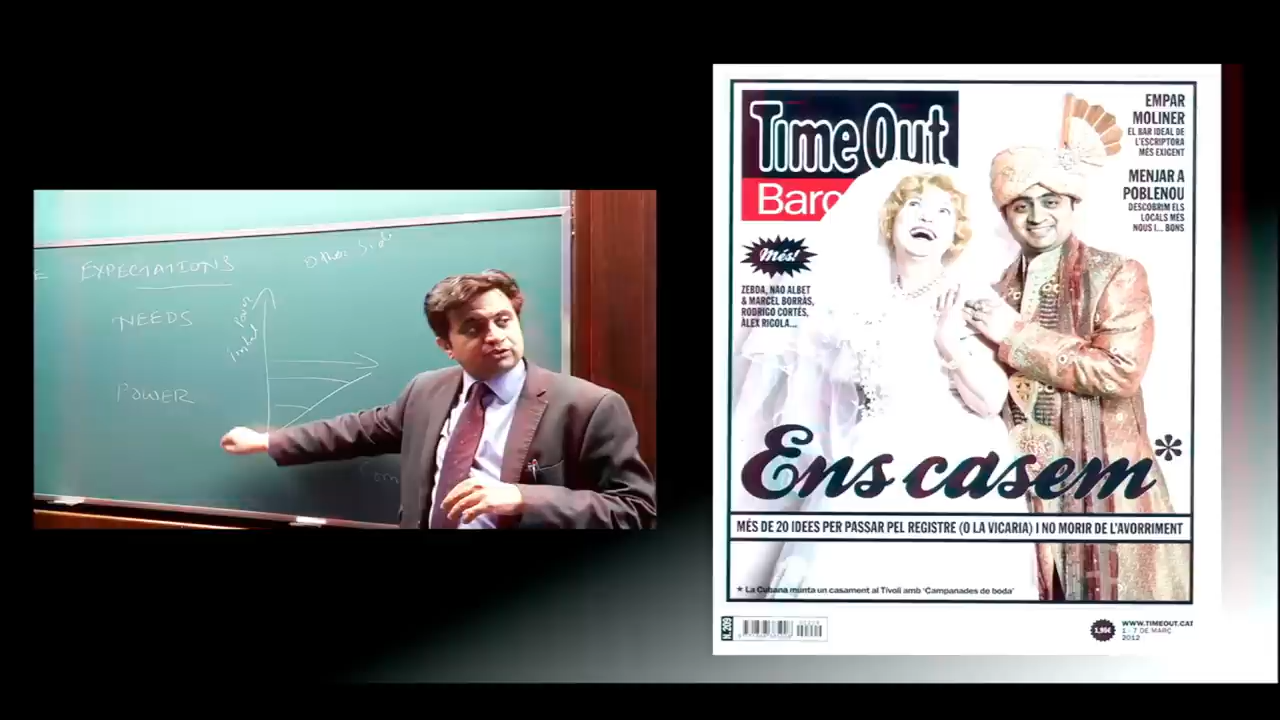 E EXPECTATIONS
Other Side
NEEDS
POWER
Time Out
Barc
Més!
ZEBDA, NAO ALBET
& MARCEL BORRÀS,
RODRIGO CORTÉS,
ÀLEX RIGOLA...
EMPAR
MOLINER
EL BAR IDEAL DE
L'ESCRIPTORA
MÉS EXIGENT
MENJAR A
POBLENOU
DESCOBRIM ELS
LOCALS MÉS
NOUS I... BONS
Ens casem*
MÉS DE 20 IDEES PER PASSAR PEL REGISTRE (O LA VICARIA) I NO MORIR DE L'AVORRIMENT
* La Cubana munta un casament al Tívoli amb 'Campanades de boda'
N.209
1,95€
WWW.TIMEOUT.CAT
1 - 7 DE MARÇ
2012